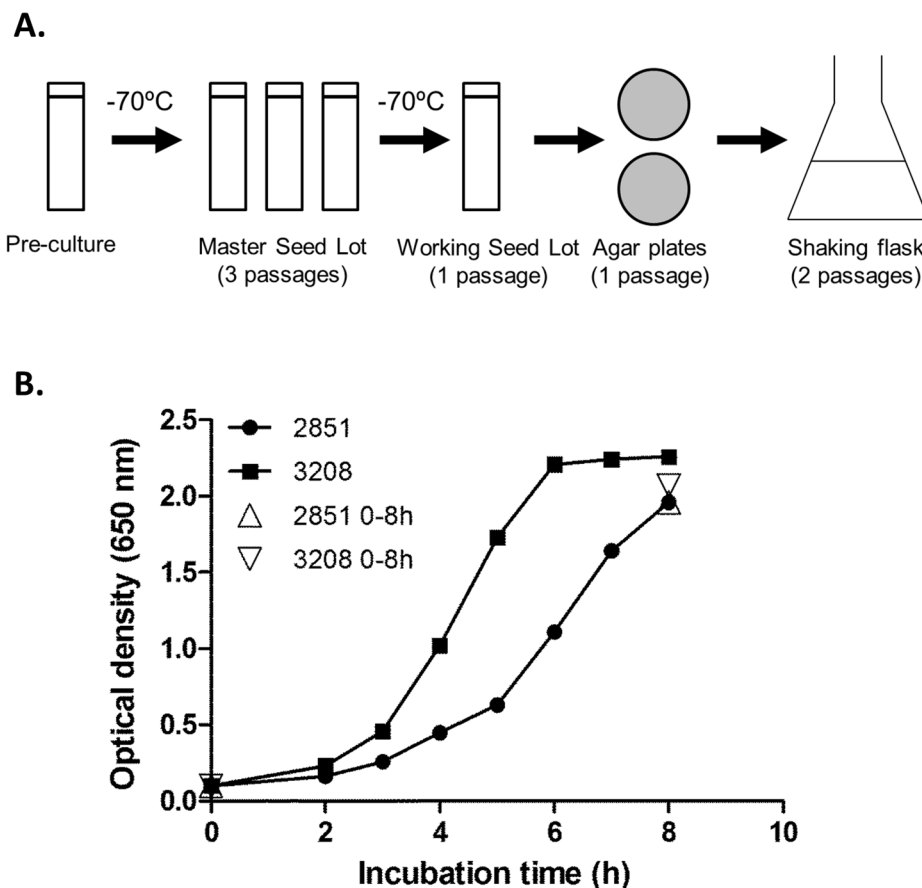 A.
-70ºC
-70ºC
Pre-culture
Master Seed Lot
(3 passages)
Working Seed Lot
(1 passage)
Agar plates
(1 passage)
Shaking flask
(2 passages)
B.
2851
3208
2851 0-8h
3208 0-8h
2.5
2.0
1.5
1.0
0.5
0.0
Optical density (650 nm)
0
2
4
6
8
10
Incubation time (h)